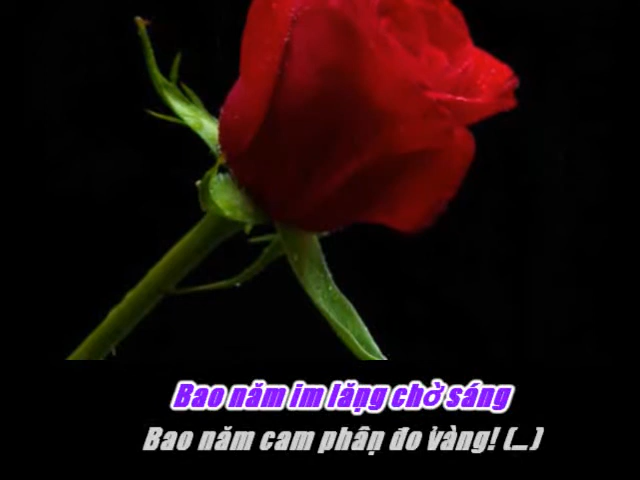 Bao năm im lặng chờ sáng
Bao năm cam phận đo vàng! (...)